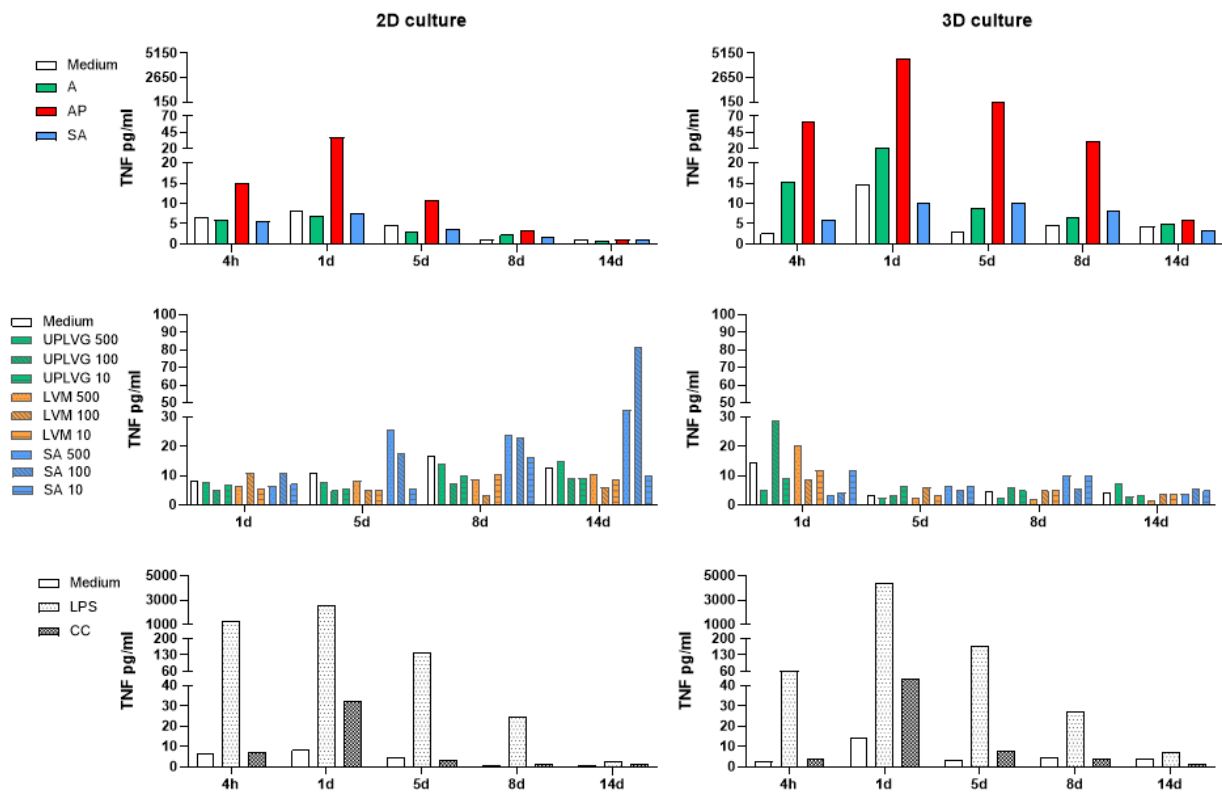 2D culture
3D culture
Medium
A
AP
SA
TNF pg/ml
5150
2650
150
70
45
20
20
15
10
5
0
4h 1d 5d 8d 14d
TNF pg/ml
5150
2650
150
70
45
20
20
15
10
5
0
4h 1d 5d 8d 14d
Medium
UPLVG 500
UPLVG 100
UPLVG 10
LVM 500
LVM 100
LVM 10
SA 500
SA 100
SA 10
TNF pg/ml
100
90
80
70
60
50
30
20
10
0
1d 5d 8d 14d
TNF pg/ml
100
90
80
70
60
50
30
20
10
0
1d 5d 8d 14d
Medium
LPS
CC
TNF pg/ml
5000
3000
1000
200
130
60
40
30
20
10
0
4h 1d 5d 8d 14d
TNF pg/ml
5000
3000
1000
200
130
60
40
30
20
10
0
4h 1d 5d 8d 14d